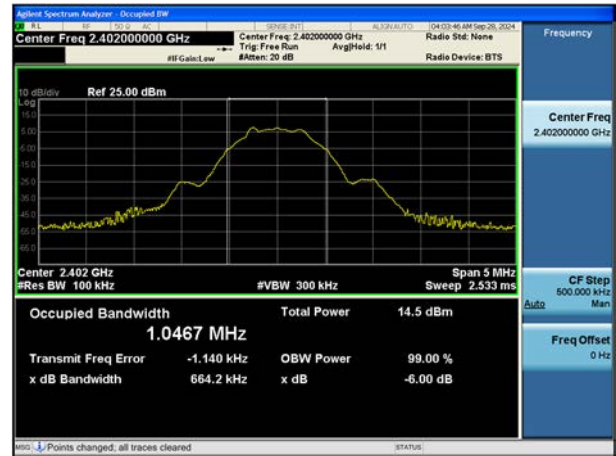 Agilent Spectrum Analyzer - Occupied BW
RL RF 50 Ω AC SENSE:INT ALIGNAUTO 04:03:46 AM Sep 28, 2024
Center Freq 2.402000000 GHz
Center Freq: 2.402000000 GHz
Radio Std: None
Trig: Free Run Avg|Hold: 1/1
#IFGain:Low
#Atten: 20 dB
Radio Device: BTS
Frequency
10 dB/div Ref 25.00 dBm
Log
15.0
5.00
-5.00
-15.0
-25.0
-35.0
-45.0
-55.0
-65.0
Center Freq
2.402000000 GHz
Center 2.402 GHz
Span 5 MHz
#Res BW 100 kHz
#VBW 300 kHz
Sweep 2.533 ms
CF Step
500.000 kHz
Auto Man
Occupied Bandwidth
1.0467 MHz
Total Power 14.5 dBm
Transmit Freq Error -1.140 kHz
OBW Power 99.00 %
x dB Bandwidth 664.2 kHz
x dB -6.00 dB
Freq Offset
0 Hz
MSG Points changed; all traces cleared
STATUS